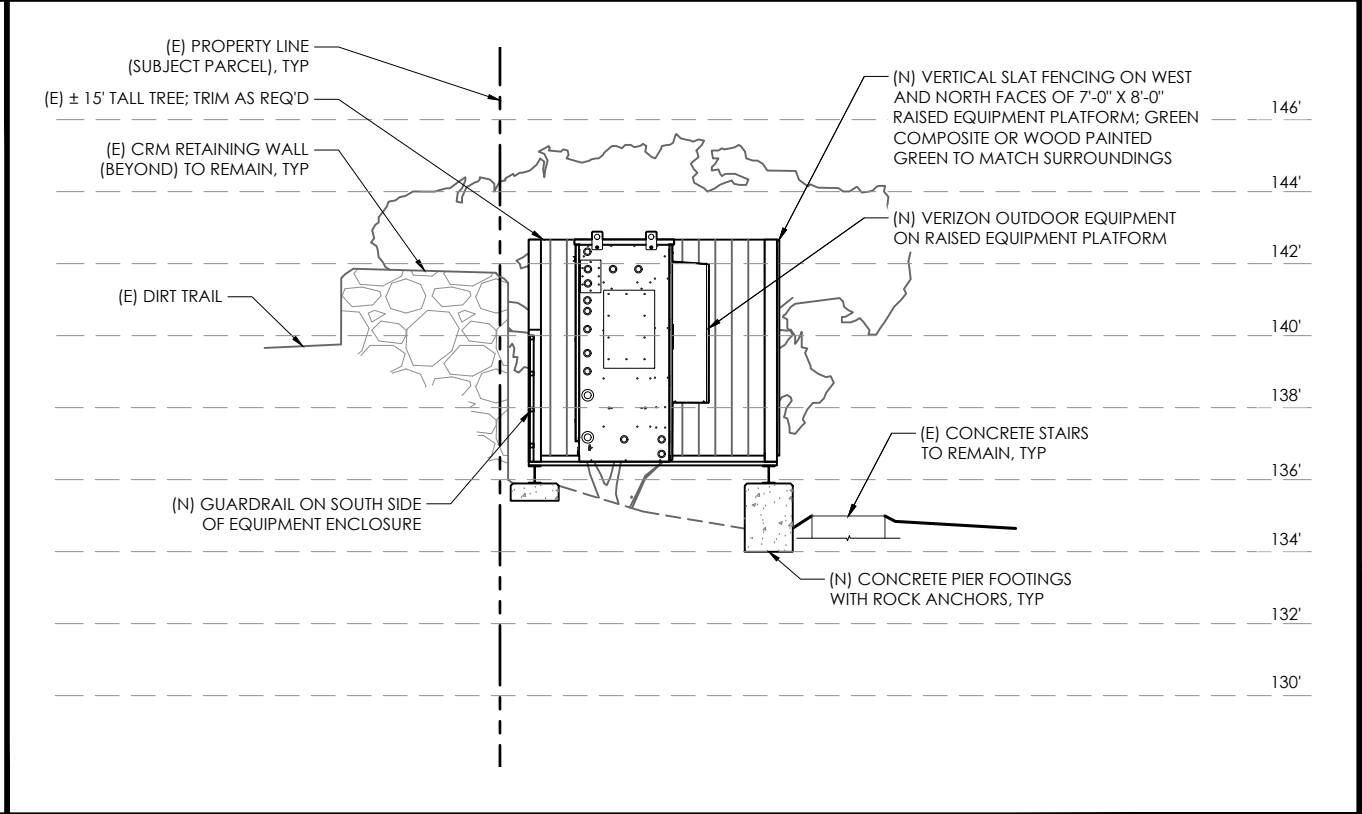 (E) PROPERTY LINE
(SUBJECT PARCEL), TYP
(E) ± 15' TALL TREE; TRIM AS REQ'D
(E) CRM RETAINING WALL
(BEYOND) TO REMAIN, TYP
(E) DIRT TRAIL
(N) GUARDRAIL ON SOUTH SIDE
OF EQUIPMENT ENCLOSURE
(N) VERTICAL SLAT FENCING ON WEST
AND NORTH FACES OF 7'-0" X 8'-0"
RAISED EQUIPMENT PLATFORM; GREEN
COMPOSITE OR WOOD PAINTED
GREEN TO MATCH SURROUNDINGS
(N) VERIZON OUTDOOR EQUIPMENT
ON RAISED EQUIPMENT PLATFORM
(E) CONCRETE STAIRS
TO REMAIN, TYP
(N) CONCRETE PIER FOOTINGS
WITH ROCK ANCHORS, TYP
146'
144'
142'
140'
138'
136'
134'
132'
130'